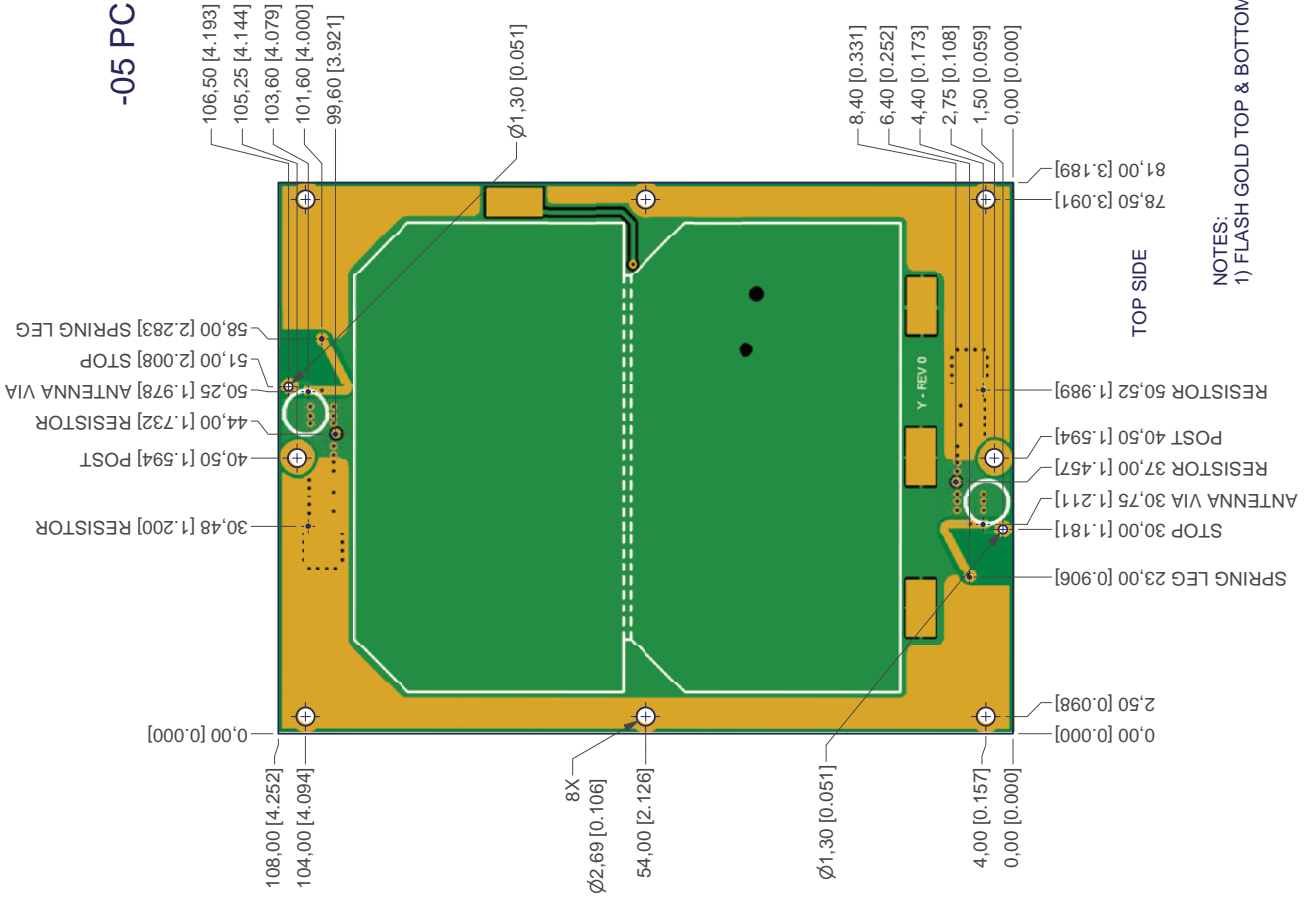 -05 PC
106,50 [4.193]
105,25 [4.144]
103,60 [4.079]
101,60 [4.000]
99,60 [3.921]
Ø1,30 [0.051]
8,40 [0.331]
6,40 [0.252]
4,40 [0.173]
2,75 [0.108]
1,50 [0.059]
0,00 [0.000]
81,00 [3.189]
78,50 [3.091]
TOP SIDE
NOTES:
1) FLASH GOLD TOP & BOTTOM
58,00 [2.283] SPRING LEG
51,00 [2.008] STOP
50,25 [1.978] ANTENNA VIA
44,00 [1.732] RESISTOR
40,50 [1.594] POST
30,48 [1.200] RESISTOR
0,00 [0.000]
Y - REV 0
RESISTOR 50,52 [1.989]
POST 40,50 [1.594]
RESISTOR 37,00 [1.457]
ANTENNA VIA 30,75 [1.211]
STOP 30,00 [1.181]
SPRING LEG 23,00 [0.906]
2,50 [0.098]
0,00 [0.000]
108,00 [4.252]
104,00 [4.094]
8X
Ø2,69 [0.106]
54,00 [2.126]
Ø1,30 [0.051]
4,00 [0.157]
0,00 [0.000]